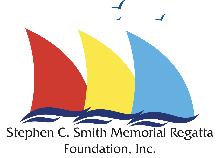 Stephen C. Smith Memorial Regatta
Foundation, Inc.